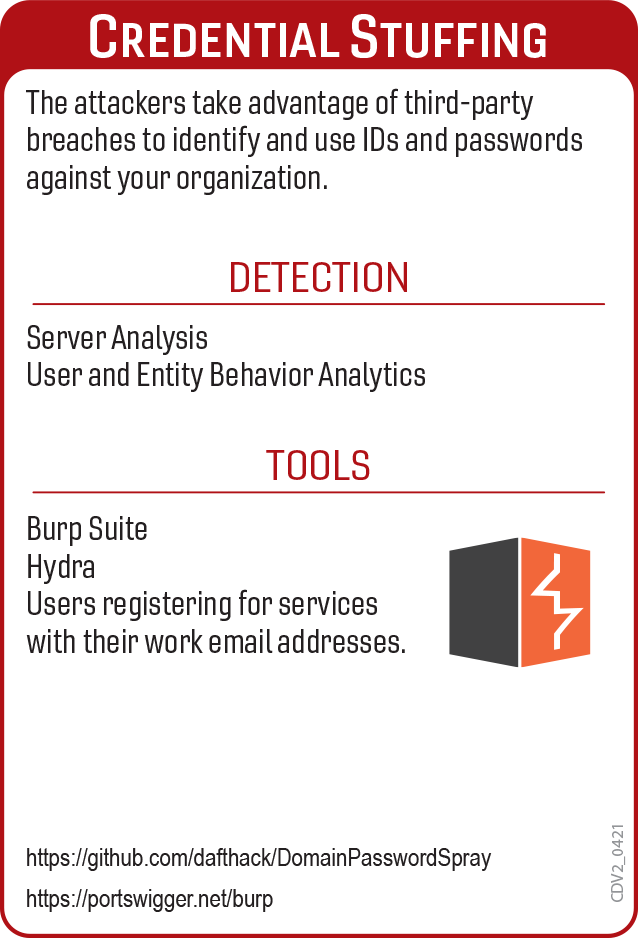 CREDENTIAL STUFFING
The attackers take advantage of third-party
breaches to identify and use IDs and passwords
against your organization.
DETECTION
Server Analysis
User and Entity Behavior Analytics
TOOLS
Burp Suite
Hydra
Users registering for services
with their work email addresses.
https://github.com/dafthack/DomainPasswordSpray
https://portswigger.net/burp
CDV2_0421